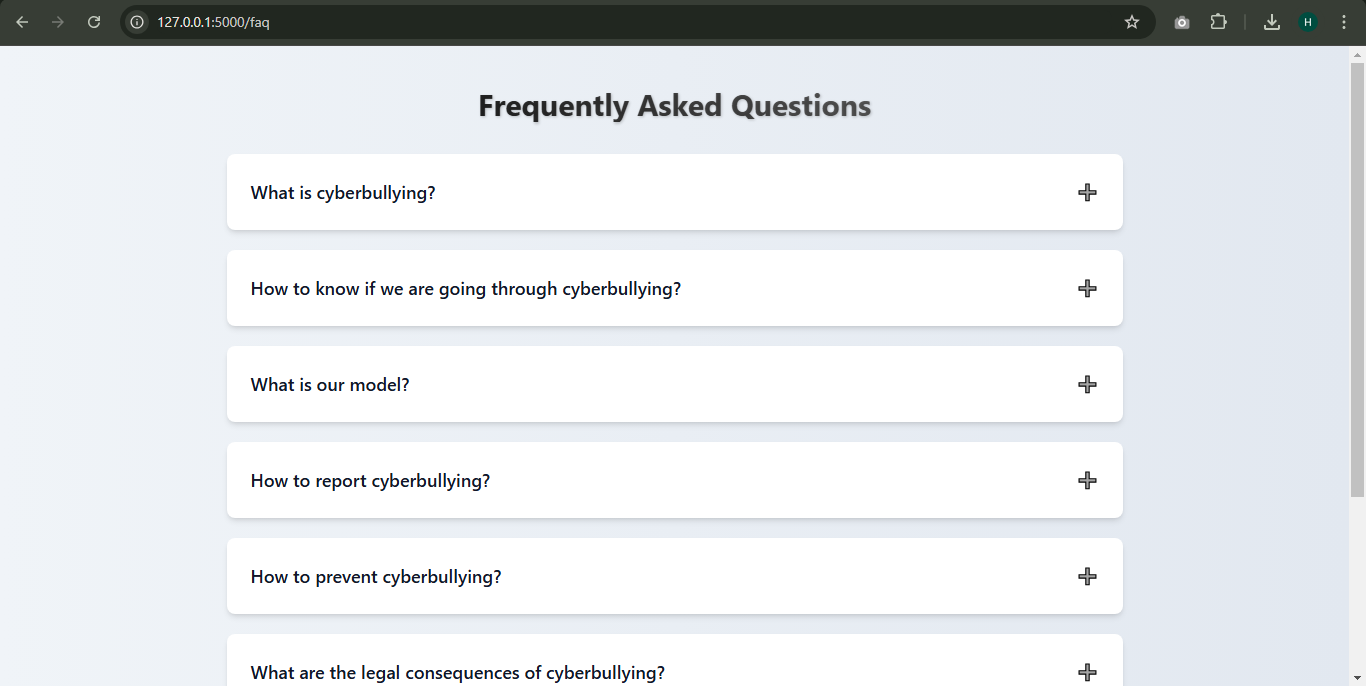 127.0.0.1:5000/faq
H
Frequently Asked Questions
What is cyberbullying?
How to know if we are going through cyberbullying?
What is our model?
How to report cyberbullying?
How to prevent cyberbullying?
What are the legal consequences of cyberbullying?